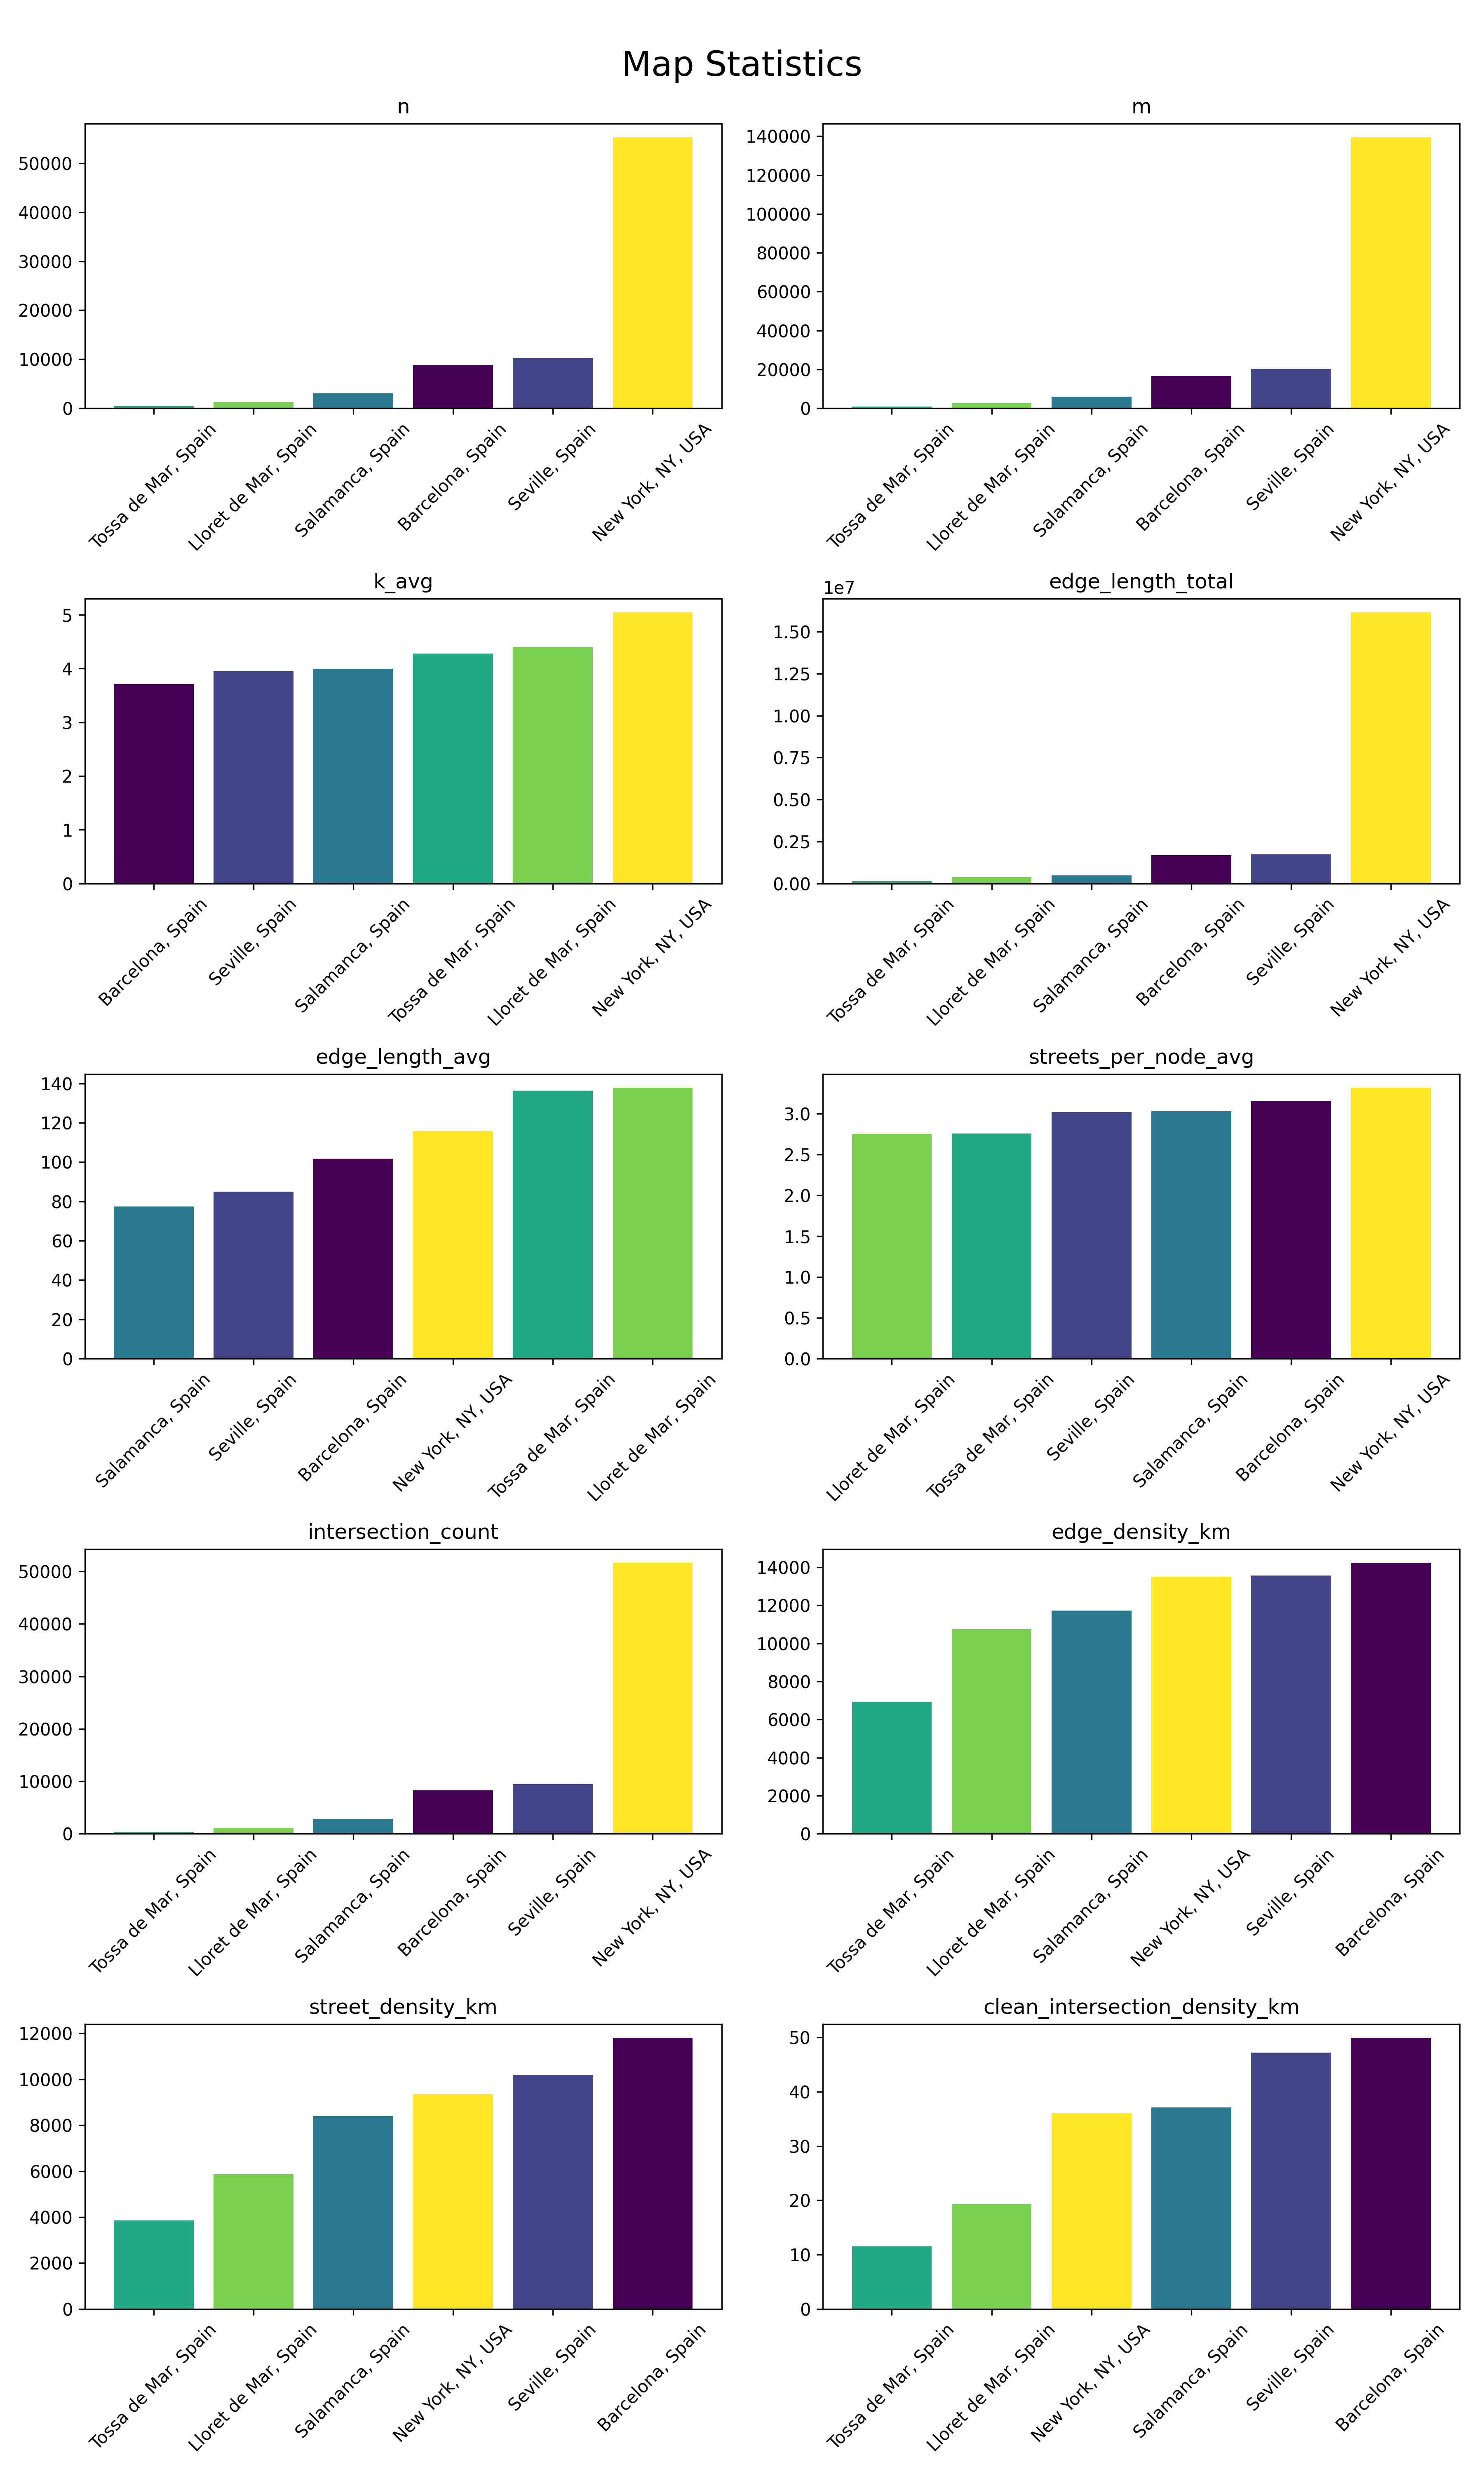 Map Statistics
n
50000
40000
30000
20000
10000
0
Tossa de Mar, Spain
Lloret de Mar, Spain
Salamanca, Spain
Barcelona, Spain
Seville, Spain
New York, NY, USA
m
140000
120000
100000
80000
60000
40000
20000
0
Tossa de Mar, Spain
Lloret de Mar, Spain
Salamanca, Spain
Barcelona, Spain
Seville, Spain
New York, NY, USA
k_avg
5
4
3
2
1
0
Barcelona, Spain
Seville, Spain
Salamanca, Spain
Tossa de Mar, Spain
Lloret de Mar, Spain
New York, NY, USA
edge_length_total
1e7
1.50
1.25
1.00
0.75
0.50
0.25
0.00
Tossa de Mar, Spain
Lloret de Mar, Spain
Salamanca, Spain
Barcelona, Spain
Seville, Spain
New York, NY, USA
edge_length_avg
140
120
100
80
60
40
20
0
Salamanca, Spain
Seville, Spain
Barcelona, Spain
New York, NY, USA
Tossa de Mar, Spain
Lloret de Mar, Spain
streets_per_node_avg
3.0
2.5
2.0
1.5
1.0
0.5
0.0
Lloret de Mar, Spain
Tossa de Mar, Spain
Seville, Spain
Salamanca, Spain
Barcelona, Spain
New York, NY, USA
intersection_count
50000
40000
30000
20000
10000
0
Tossa de Mar, Spain
Lloret de Mar, Spain
Salamanca, Spain
Barcelona, Spain
Seville, Spain
New York, NY, USA
edge_density_km
14000
12000
10000
8000
6000
4000
2000
0
Tossa de Mar, Spain
Lloret de Mar, Spain
Salamanca, Spain
New York, NY, USA
Seville, Spain
Barcelona, Spain
street_density_km
12000
10000
8000
6000
4000
2000
0
Tossa de Mar, Spain
Lloret de Mar, Spain
Salamanca, Spain
New York, NY, USA
Seville, Spain
Barcelona, Spain
clean_intersection_density_km
50
40
30
20
10
0
Tossa de Mar, Spain
Lloret de Mar, Spain
New York, NY, USA
Salamanca, Spain
Seville, Spain
Barcelona, Spain